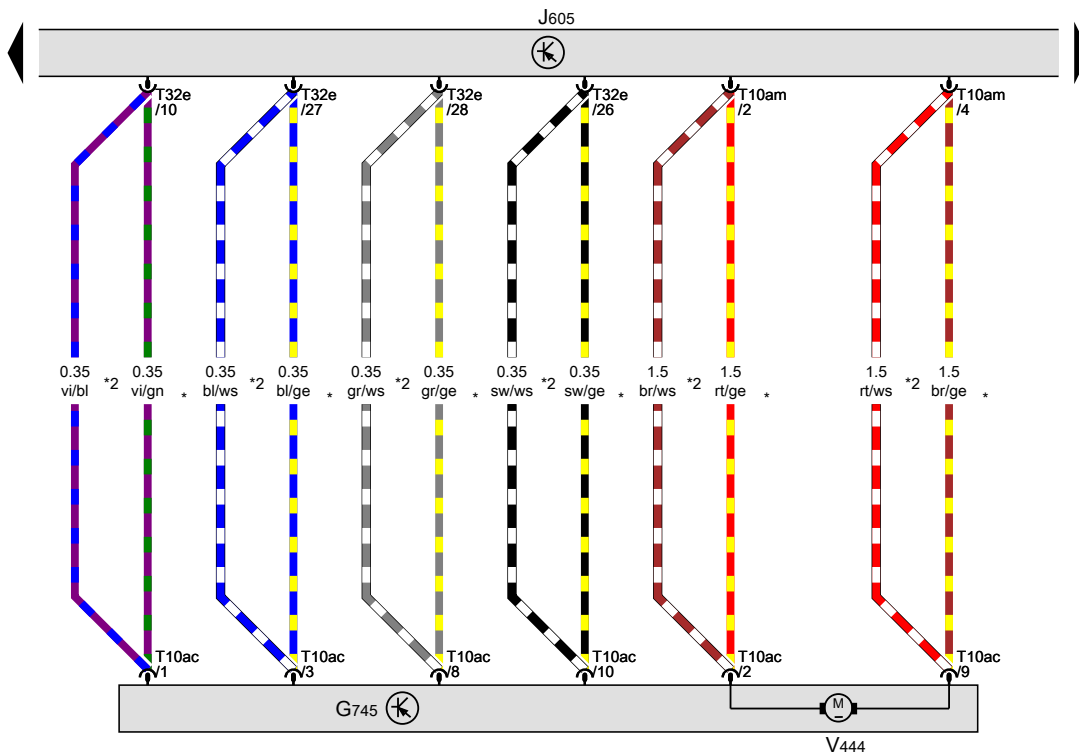 J605
T32e
/10
T32e
/27
T32e
/28
T32e
/26
T10am
/2
T10am
/4
0.35
vi/bl
*2
0.35
vi/gn
*
0.35
bl/ws
*2
0.35
bl/ge
*
0.35
gr/ws
*2
0.35
gr/ge
*
0.35
sw/ws
*2
0.35
sw/ge
*
1.5
br/ws
*2
1.5
rt/ge
*
1.5
rt/ws
*2
1.5
br/ge
*
T10ac
/1
T10ac
/3
T10ac
/8
T10ac
/10
T10ac
/2
T10ac
/9
G745
M
V444